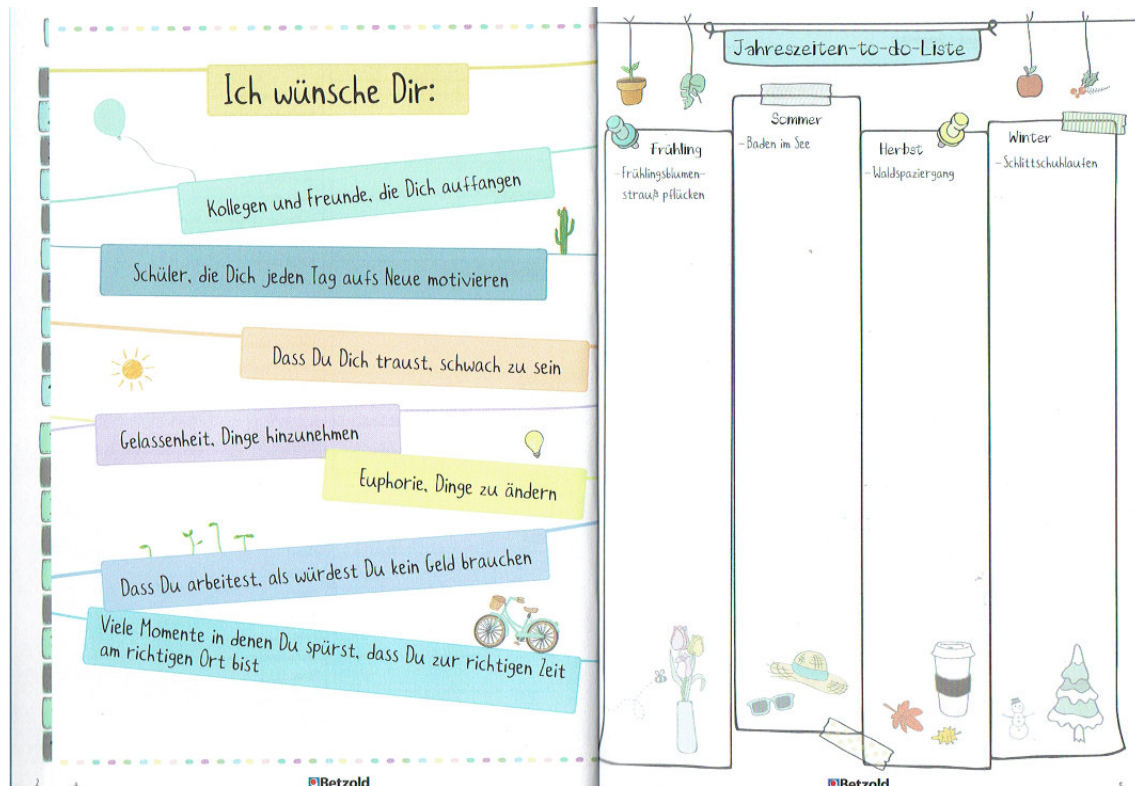 Ich wünsche Dir:
Kollegen und Freunde, die Dich auffangen
Schüler, die Dich jeden Tag aufs Neue motivieren
Dass Du Dich traust, schwach zu sein
Gelassenheit, Dinge hinzunehmen
Euphorie, Dinge zu ändern
Dass Du arbeitest, als würdest Du kein Geld brauchen
Viele Momente in denen Du spürst, dass Du zur richtigen Zeit
am richtigen Ort bist
Betzold
Jahreszeiten-to-do-Liste
Frühling
-Frühlingsblumen-
strauß pflücken
Sommer
-Baden im See
Herbst
-Waldspaziergang
Winter
-Schlittschuhlaufen
Betzold